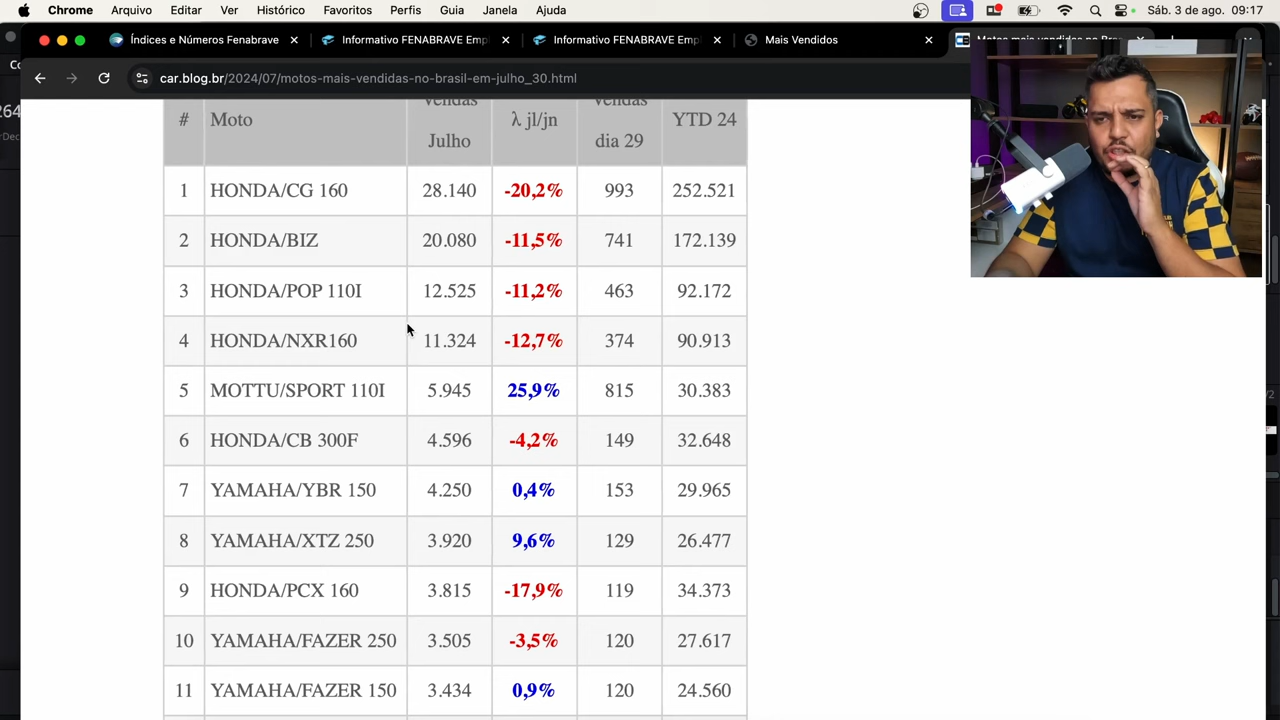 Chrome Arquivo Editar Ver Histórico Favoritos Perfis Guia Janela Ajuda Sáb. 3 de ago. 09:17
Índices e Números Fenabrave Informativo FENABRAVE Emp Informativo FENABRAVE Emp Mais Vendidos
car.blog.br/2024/07/motos-mais-vendidas-no-brasil-em-julho_30.html
# Moto Vendas Julho λ jl/jn Vendas dia 29 YTD 24
1 HONDA/CG 160 28.140 -20,2% 993 252.521
2 HONDA/BIZ 20.080 -11,5% 741 172.139
3 HONDA/POP 110I 12.525 -11,2% 463 92.172
4 HONDA/NXR160 11.324 -12,7% 374 90.913
5 MOTTU/SPORT 110I 5.945 25,9% 815 30.383
6 HONDA/CB 300F 4.596 -4,2% 149 32.648
7 YAMAHA/YBR 150 4.250 0,4% 153 29.965
8 YAMAHA/XTZ 250 3.920 9,6% 129 26.477
9 HONDA/PCX 160 3.815 -17,9% 119 34.373
10 YAMAHA/FAZER 250 3.505 -3,5% 120 27.617
11 YAMAHA/FAZER 150 3.434 0,9% 120 24.560